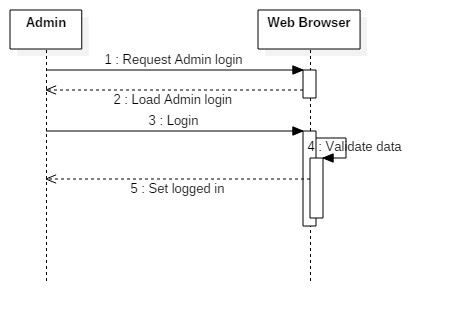 Admin
Web Browser
1 : Request Admin login
2 : Load Admin login
3 : Login
4 : Validate data
5 : Set logged in